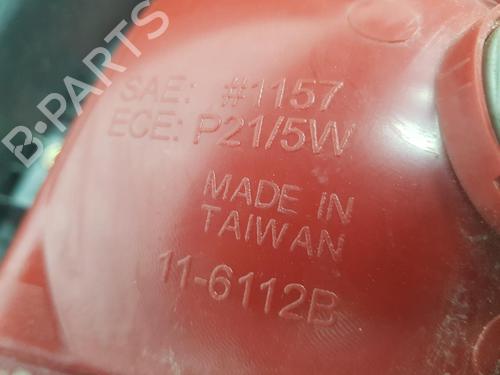 SAE: #1157
ECE: P21/5W
MADE IN
TAIWAN
11-6112B
B-PARTS